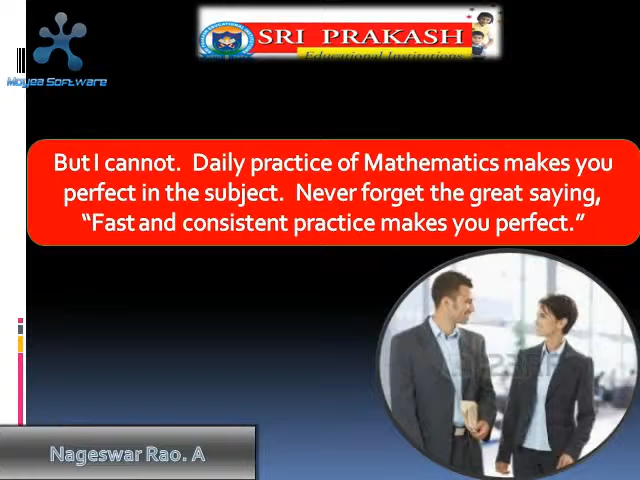 SRI PRAKASH
Educational Institutions
Moyea Software
But I cannot. Daily practice of Mathematics makes you
perfect in the subject. Never forget the great saying,
“Fast and consistent practice makes you perfect.”
Nageswar Rao. A